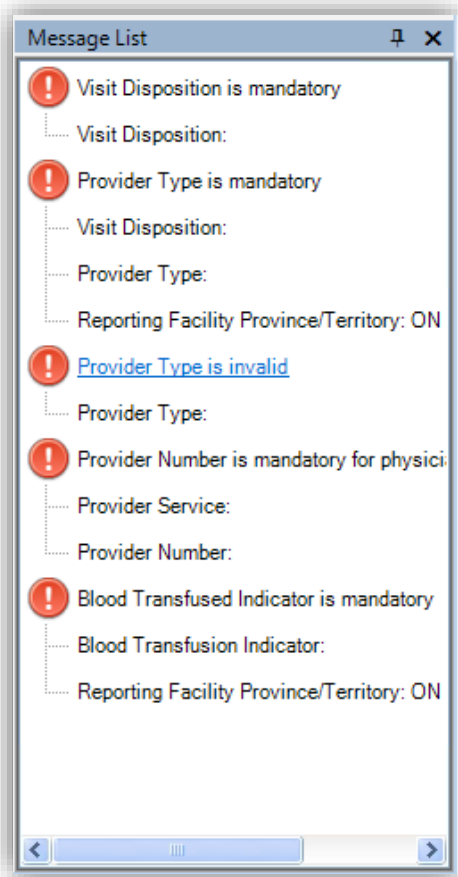 Message List
Visit Disposition is mandatory
Visit Disposition:
Provider Type is mandatory
Visit Disposition:
Provider Type:
Reporting Facility Province/Territory: ON
Provider Type is invalid
Provider Type:
Provider Number is mandatory for physici
Provider Service:
Provider Number:
Blood Transfused Indicator is mandatory
Blood Transfusion Indicator:
Reporting Facility Province/Territory: ON